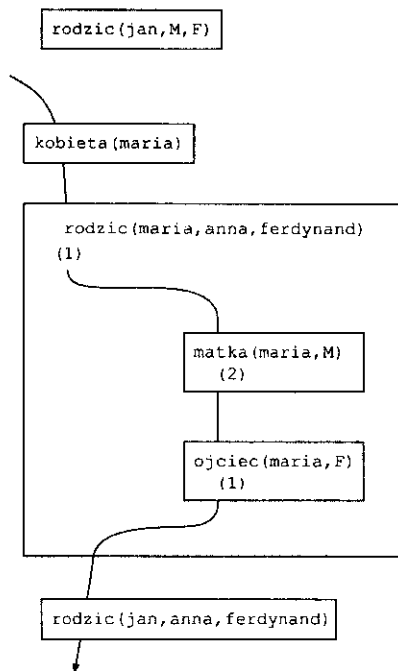 rodzic(jan,M,F)
kobieta(maria)
rodzic(maria,anna,ferdynand)
(1)
matka(maria,M)
(2)
ojciec(maria,F)
(1)
rodzic(jan,anna,ferdynand)